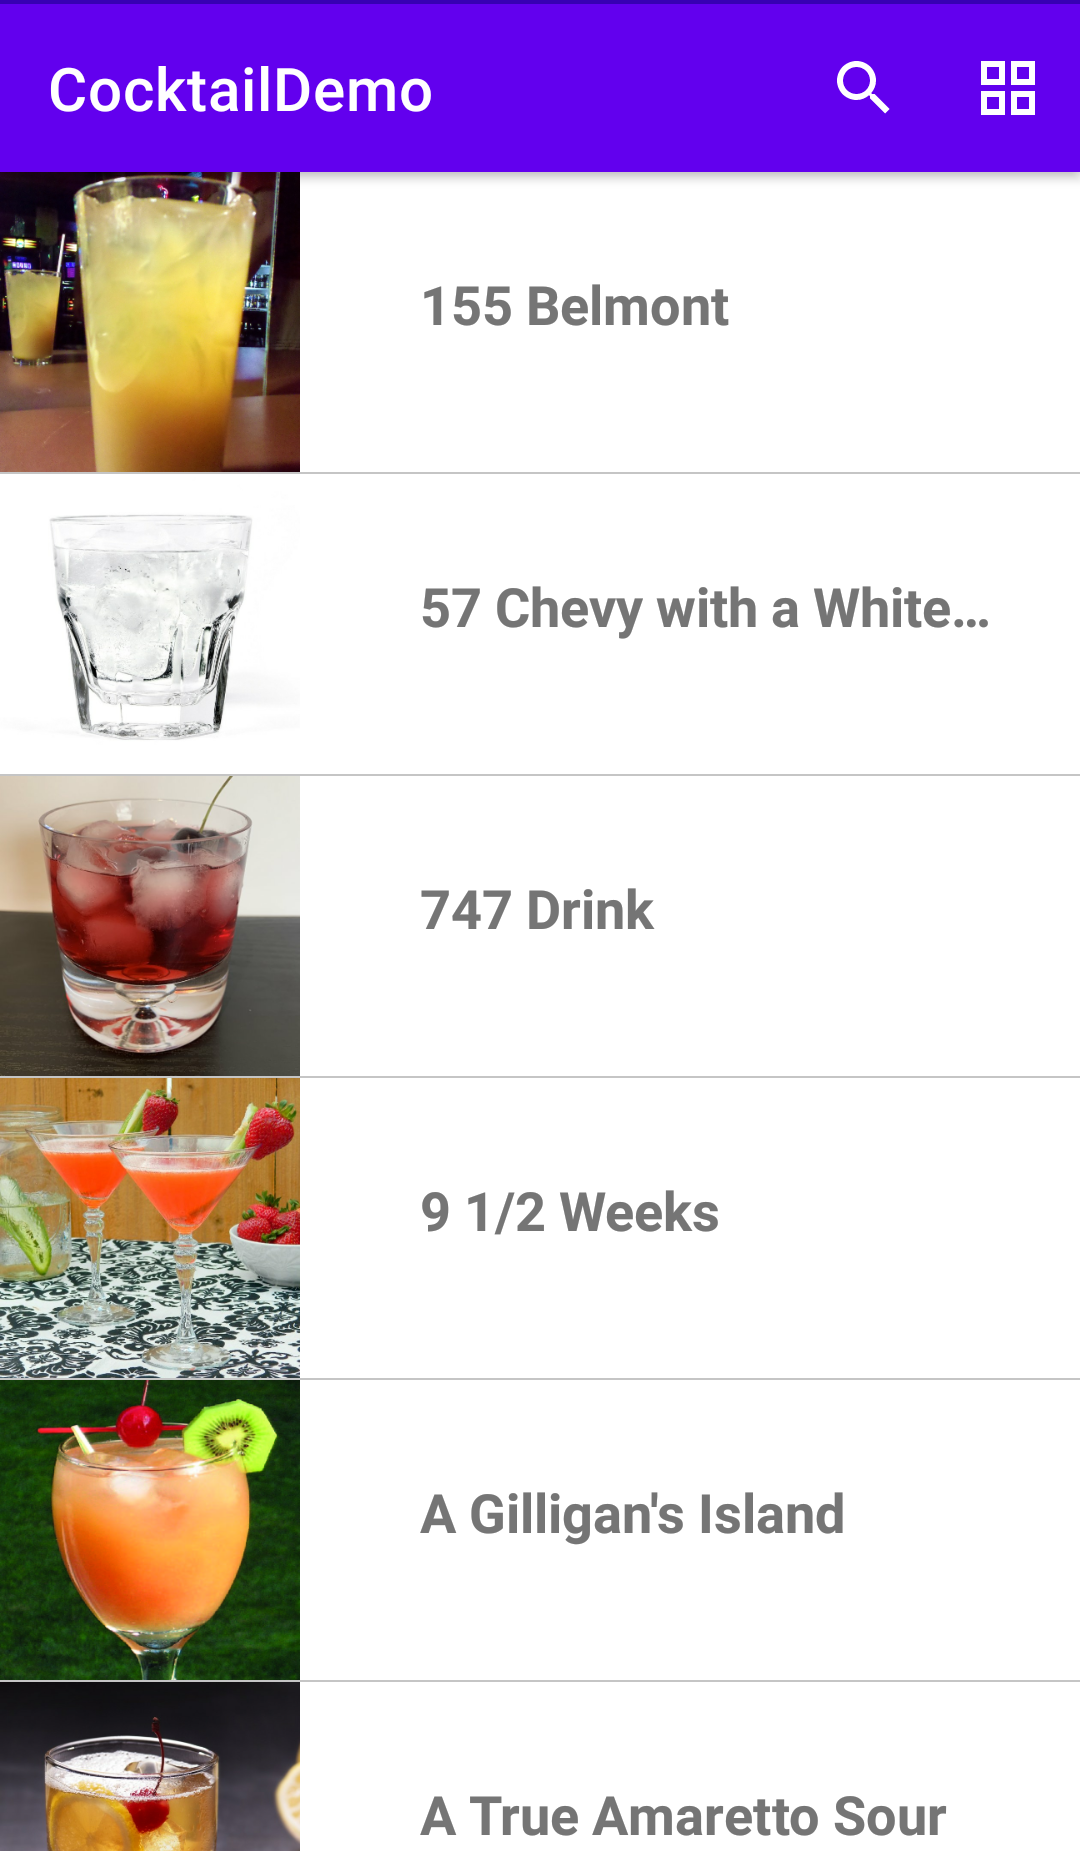 CocktailDemo
155 Belmont
57 Chevy with a White...
747 Drink
9 1/2 Weeks
A Gilligan's Island
A True Amaretto Sour